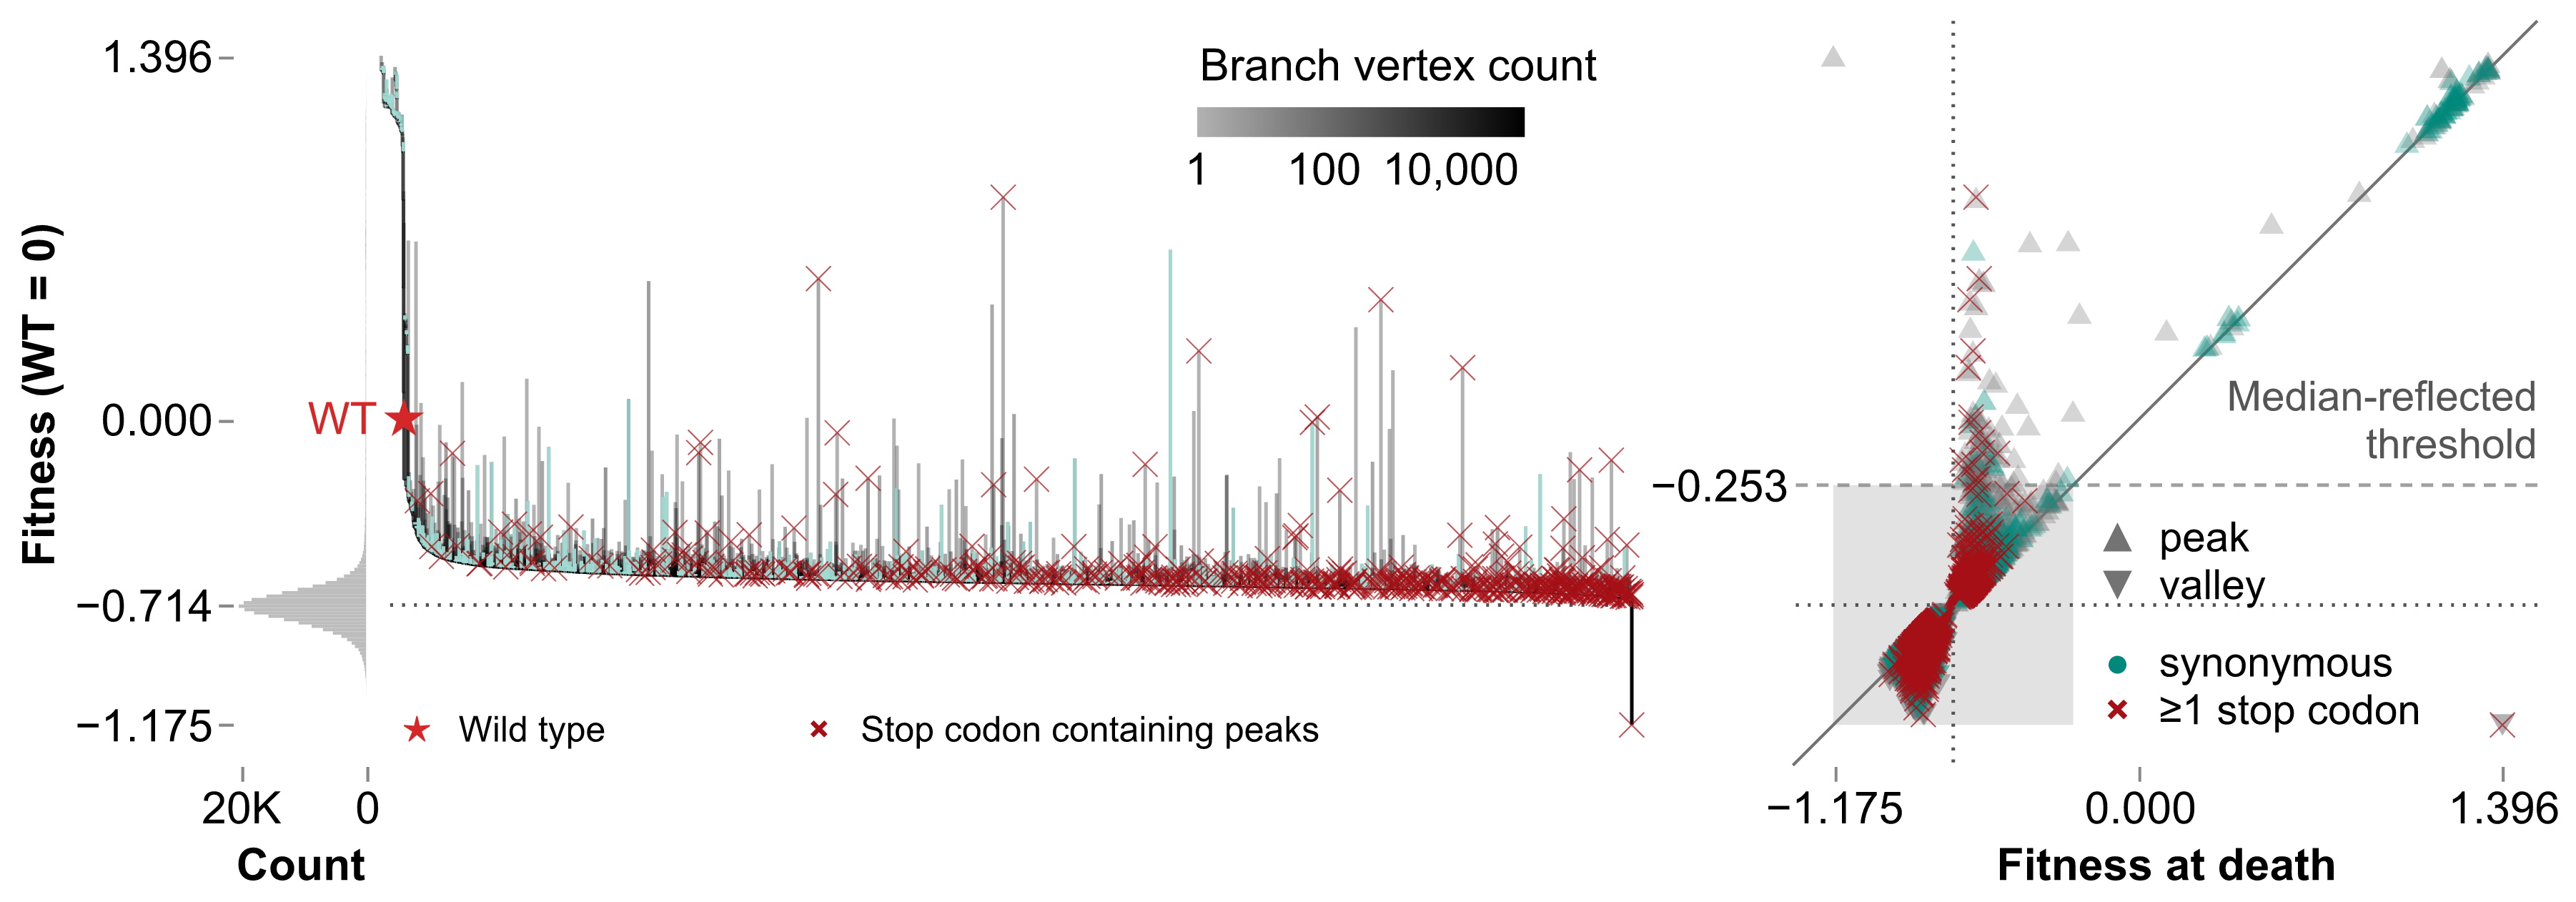 Fitness (WT = 0)
1.396
0.000
−0.714
−1.175
WT
Branch vertex count
1 100 10,000
Wild type
Stop codon containing peaks
20K 0
Count
−0.253
Median-reflected
threshold
peak
valley
synonymous
≥1 stop codon
−1.175 0.000 1.396
Fitness at death